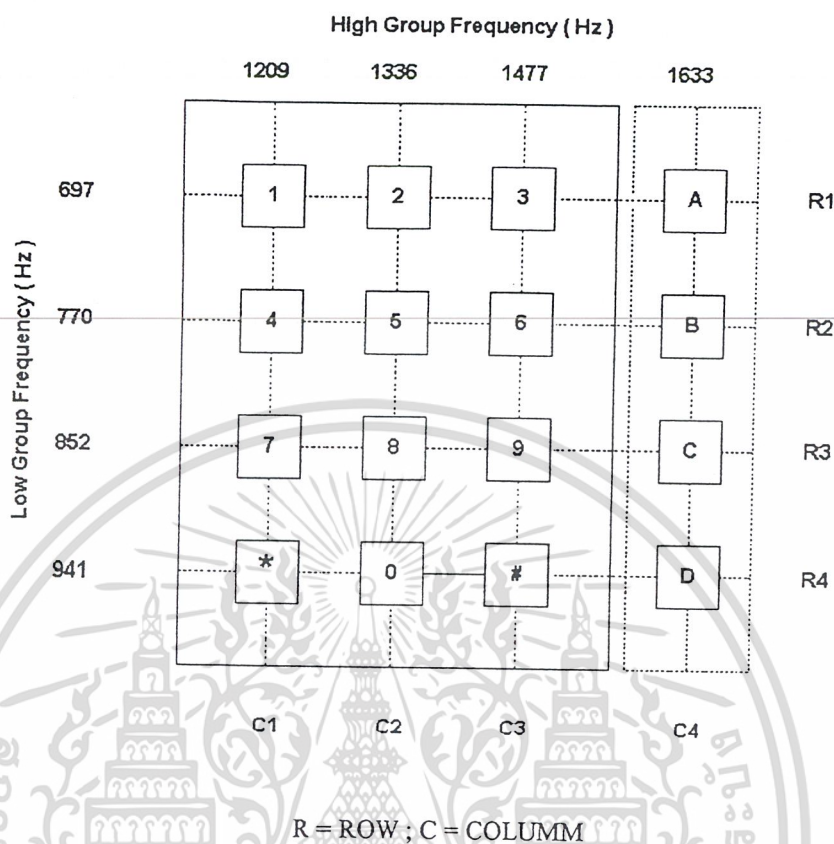 High Group Frequency ( Hz )
1209 1336 1477 1633
697 1 2 3 A R1
Low Group Frequency ( Hz )
770 4 5 6 B R2
852 7 8 9 C R3
941 * 0 # D R4
C1 C2 C3 C4
R = ROW ; C = COLUMM